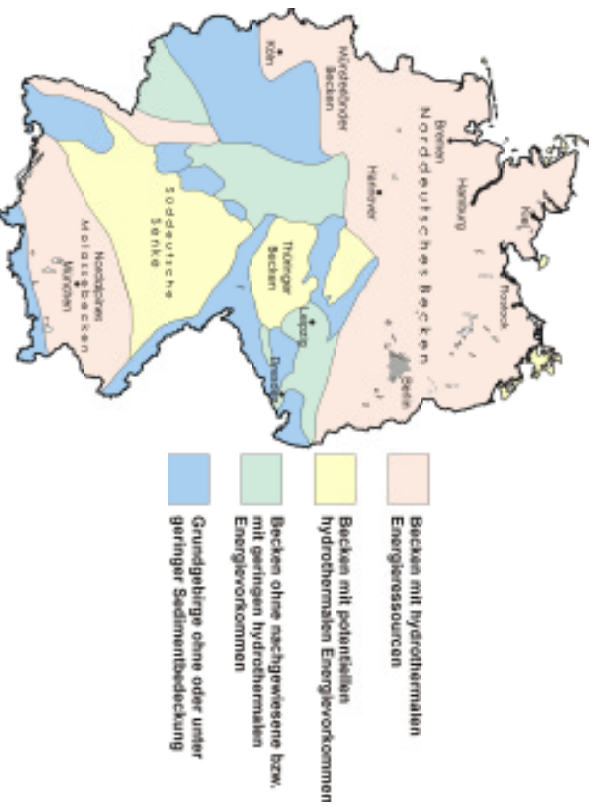 Kiel
Rostock
Hamburg
Bremen
Norddeutsches Becken
Berlin
Hannover
Münsterländer
Becken
Köln
Leipzig
Dresden
Thüringer
Becken
Süddeutsche
Senke
Nordalpines
Molassebecken
München
Becken mit hydrothermalen
Energieressourcen
Becken mit potentiellen
hydrothermalen Energievorkommen
Becken ohne nachgewiesene bzw.
mit geringen hydrothermalen
Energievorkommen
Grundgebirge ohne oder unter
geringer Sedimentbedeckung